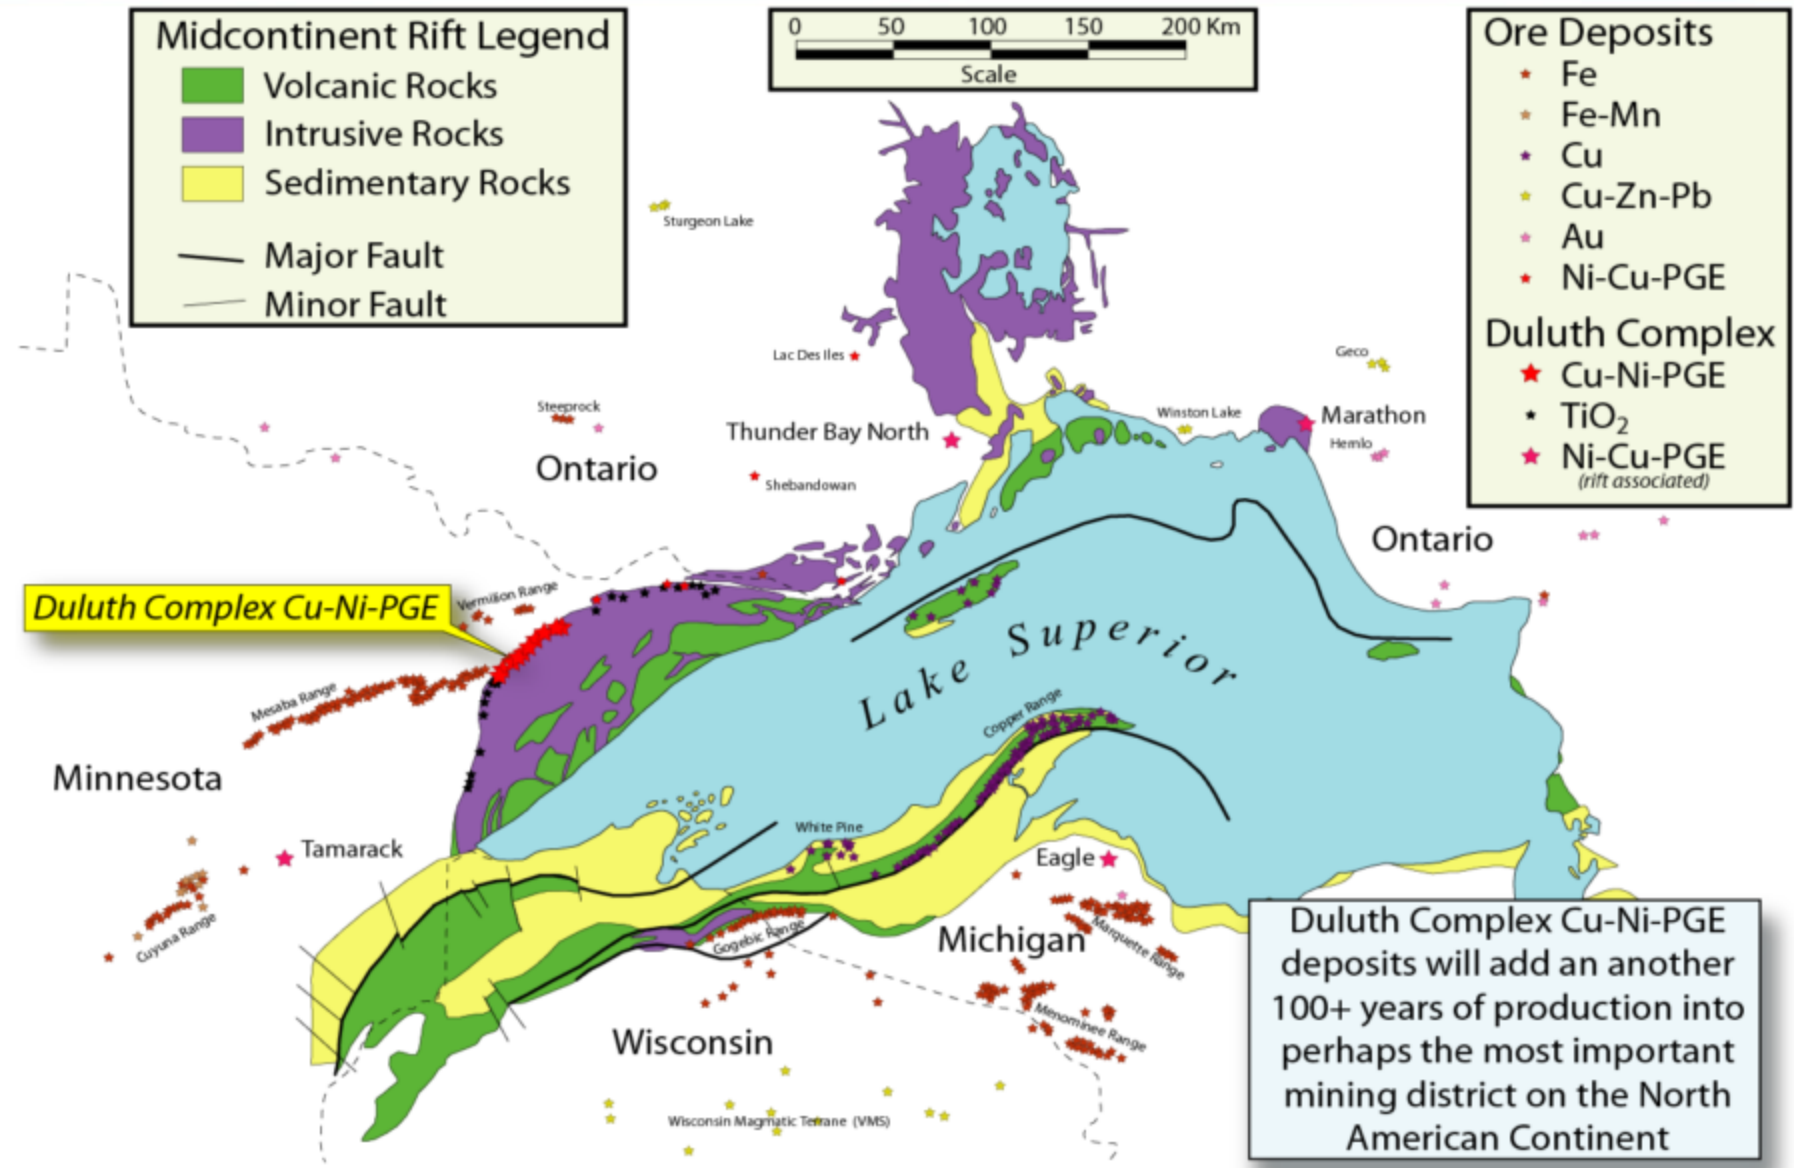 Midcontinent Rift Legend
Volcanic Rocks
Intrusive Rocks
Sedimentary Rocks
Major Fault
Minor Fault
0 50 100 150 200 Km
Scale
Ore Deposits
Fe
Fe-Mn
Cu
Cu-Zn-Pb
Au
Ni-Cu-PGE
Duluth Complex
Cu-Ni-PGE
TiO2
Ni-Cu-PGE
(rift associated)
Sturgeon Lake
Lac Des Iles
Geco
Steeprock
Winston Lake
Marathon
Thunder Bay North
Hemlo
Ontario
Shebandowan
Ontario
Vermilion Range
Duluth Complex Cu-Ni-PGE
Lake Superior
Mesaba Range
Copper Range
Minnesota
White Pine
Tamarack
Eagle
Cuyuna Range
Gogebic Range
Michigan
Marquette Range
Menominee Range
Wisconsin
Wisconsin Magmatic Terrane (VMS)
Duluth Complex Cu-Ni-PGE
deposits will add an another
100+ years of production into
perhaps the most important
mining district on the North
American Continent